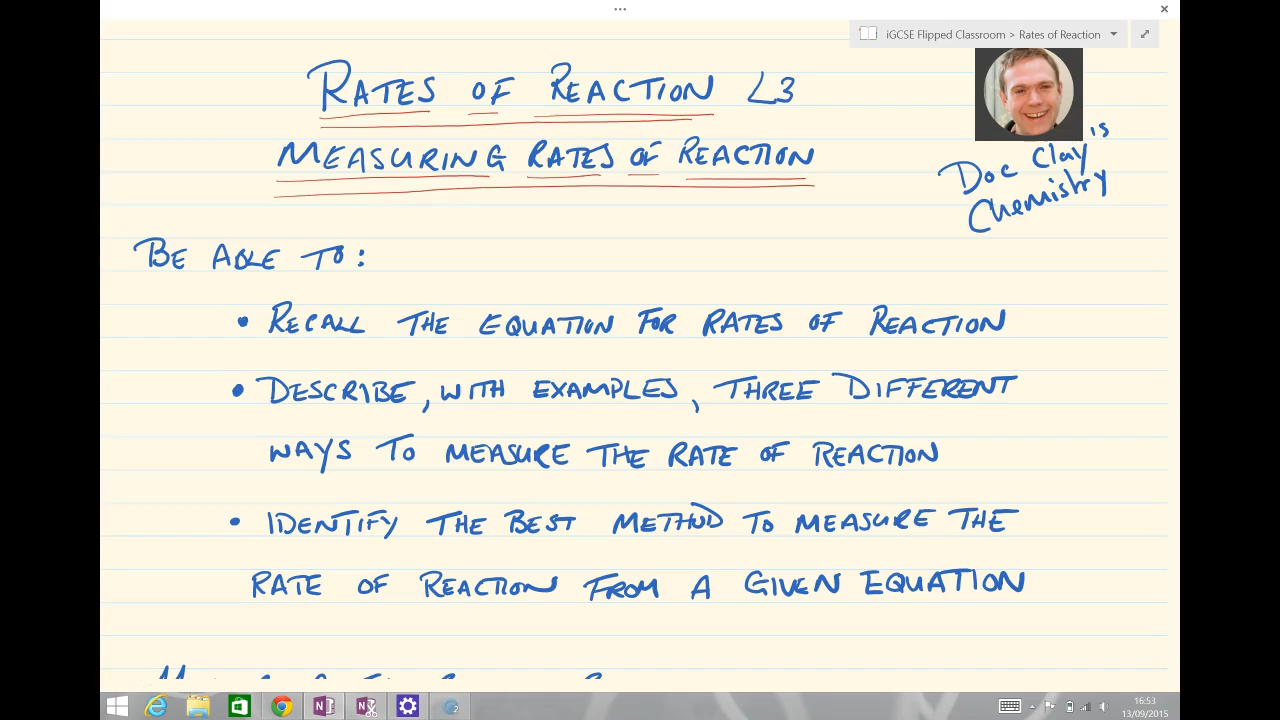 iGCSE Flipped Classroom > Rates of Reaction
RATES OF REACTION L3
MEASURING RATES OF REACTION
Doc Clay's
Chemistry
BE ABLE TO:
• RECALL THE EQUATION FOR RATES OF REACTION
• DESCRIBE, WITH EXAMPLES, THREE DIFFERENT
WAYS TO MEASURE THE RATE OF REACTION
• IDENTIFY THE BEST METHOD TO MEASURE THE
RATE OF REACTION FROM A GIVEN EQUATION
16:53
13/09/2015